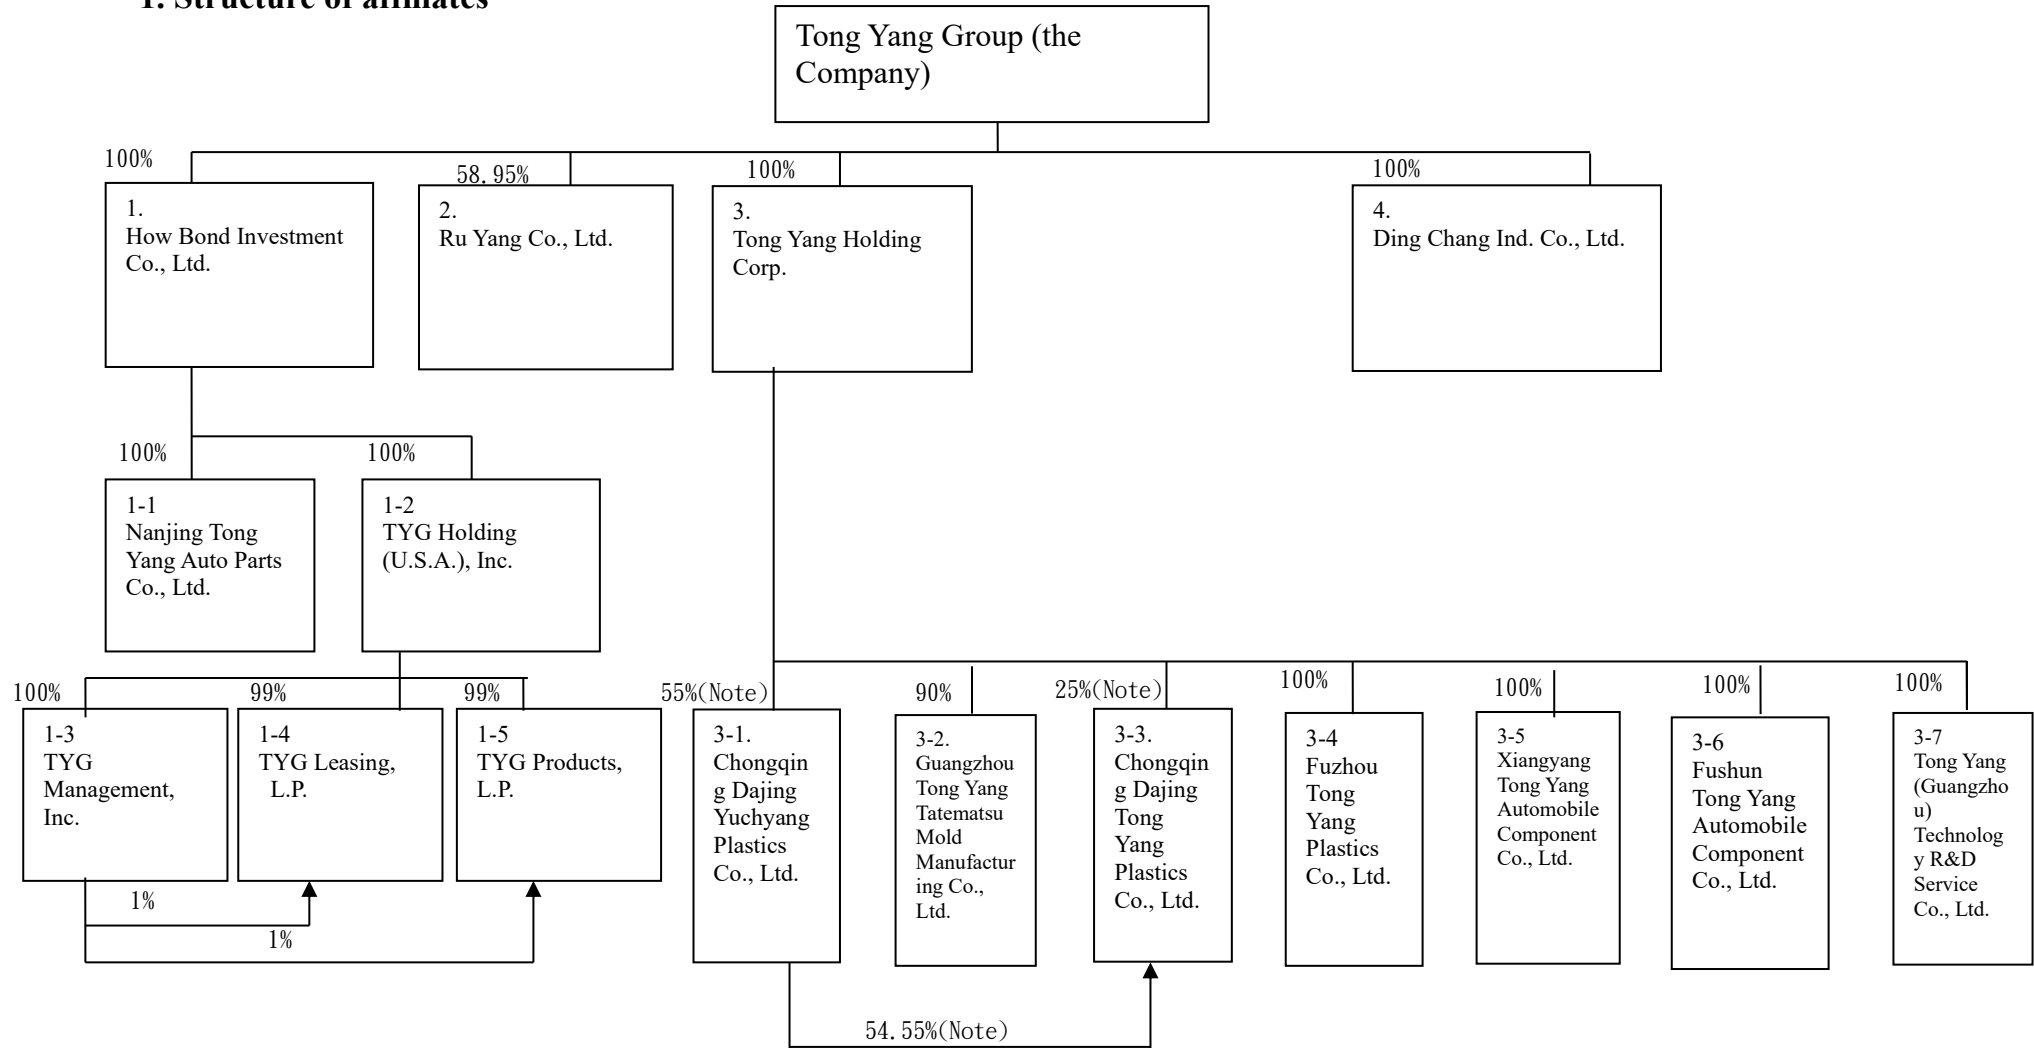 1. Structure of affiliates
Tong Yang Group (the
Company)
100%
58.95%
100%
100%
1.
How Bond Investment
Co., Ltd.
2.
Ru Yang Co., Ltd.
3.
Tong Yang Holding
Corp.
4.
Ding Chang Ind. Co., Ltd.
100%
100%
1-1
Nanjing Tong
Yang Auto Parts
Co., Ltd.
1-2
TYG Holding
(U.S.A.), Inc.
100%
99%
99%
55%(Note)
90%
25%(Note)
100%
100%
100%
100%
1-3
TYG
Management,
Inc.
1-4
TYG Leasing,
L.P.
1-5
TYG Products,
L.P.
3-1.
Chongqin
g Dajing
Yuchyang
Plastics
Co., Ltd.
3-2.
Guangzhou
Tong Yang
Tatematsu
Mold
Manufactur
ing Co.,
Ltd.
3-3.
Chongqin
g Dajing
Tong
Yang
Plastics
Co., Ltd.
3-4
Fuzhou
Tong
Yang
Plastics
Co., Ltd.
3-5
Xiangyang
Tong Yang
Automobile
Component
Co., Ltd.
3-6
Fushun
Tong Yang
Automobile
Component
Co., Ltd.
3-7
Tong Yang
(Guangzho
u)
Technolog
y R&D
Service
Co., Ltd.
1%
1%
54.55%(Note)